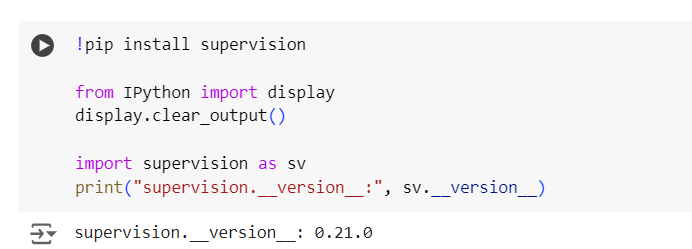 !pip install supervision
from IPython import display
display.clear_output()
import supervision as sv
print("supervision.__version__:", sv.__version__)
supervision.__version__: 0.21.0